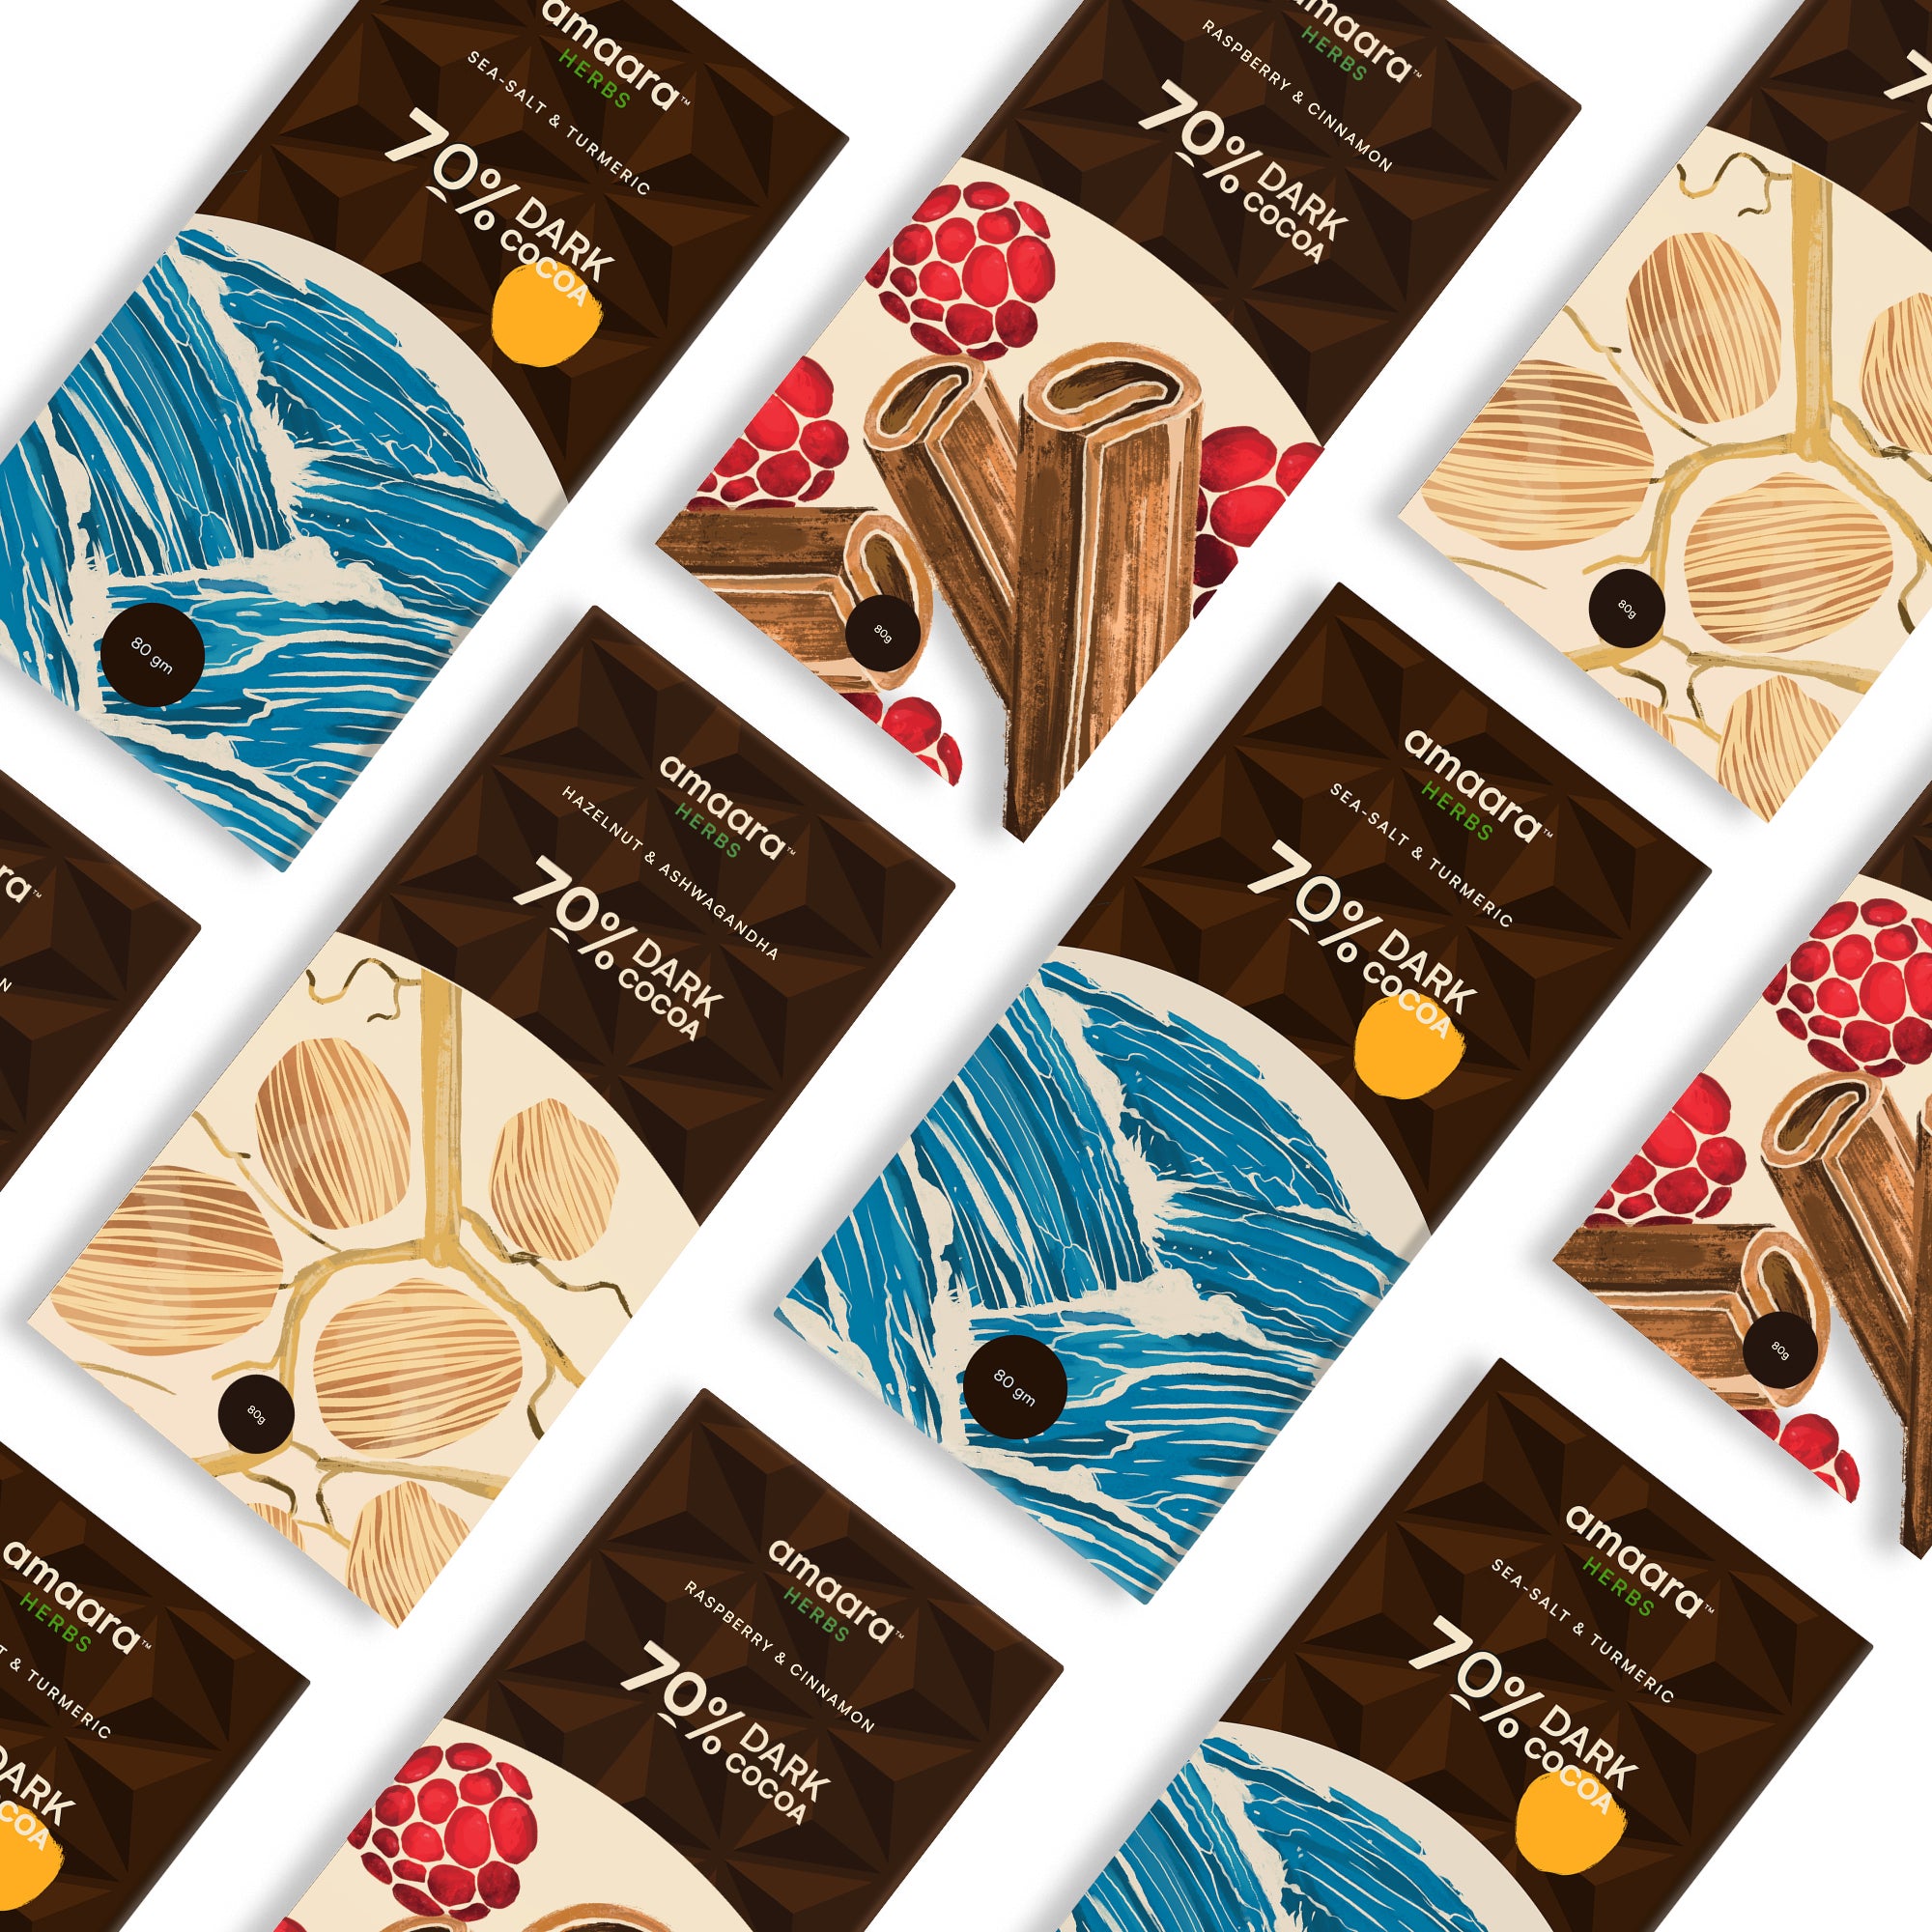 amaara™
HERBS
SEA-SALT & TURMERIC
70% DARK
COCOA
80 gm
amaara™
HERBS
RASPBERRY & CINNAMON
70% DARK
COCOA
80g
70
80g
amaara™
HERBS
HAZELNUT & ASHWAGANDHA
70% DARK
COCOA
80g
amaara™
HERBS
SEA-SALT & TURMERIC
70% DARK
COCOA
80 gm
ra™
N
80g
amaara™
HERBS
& TURMERIC
DARK
COCOA
amaara™
HERBS
RASPBERRY & CINNAMON
70% DARK
COCOA
amaara™
HERBS
SEA-SALT & TURMERIC
70% DARK
COCOA